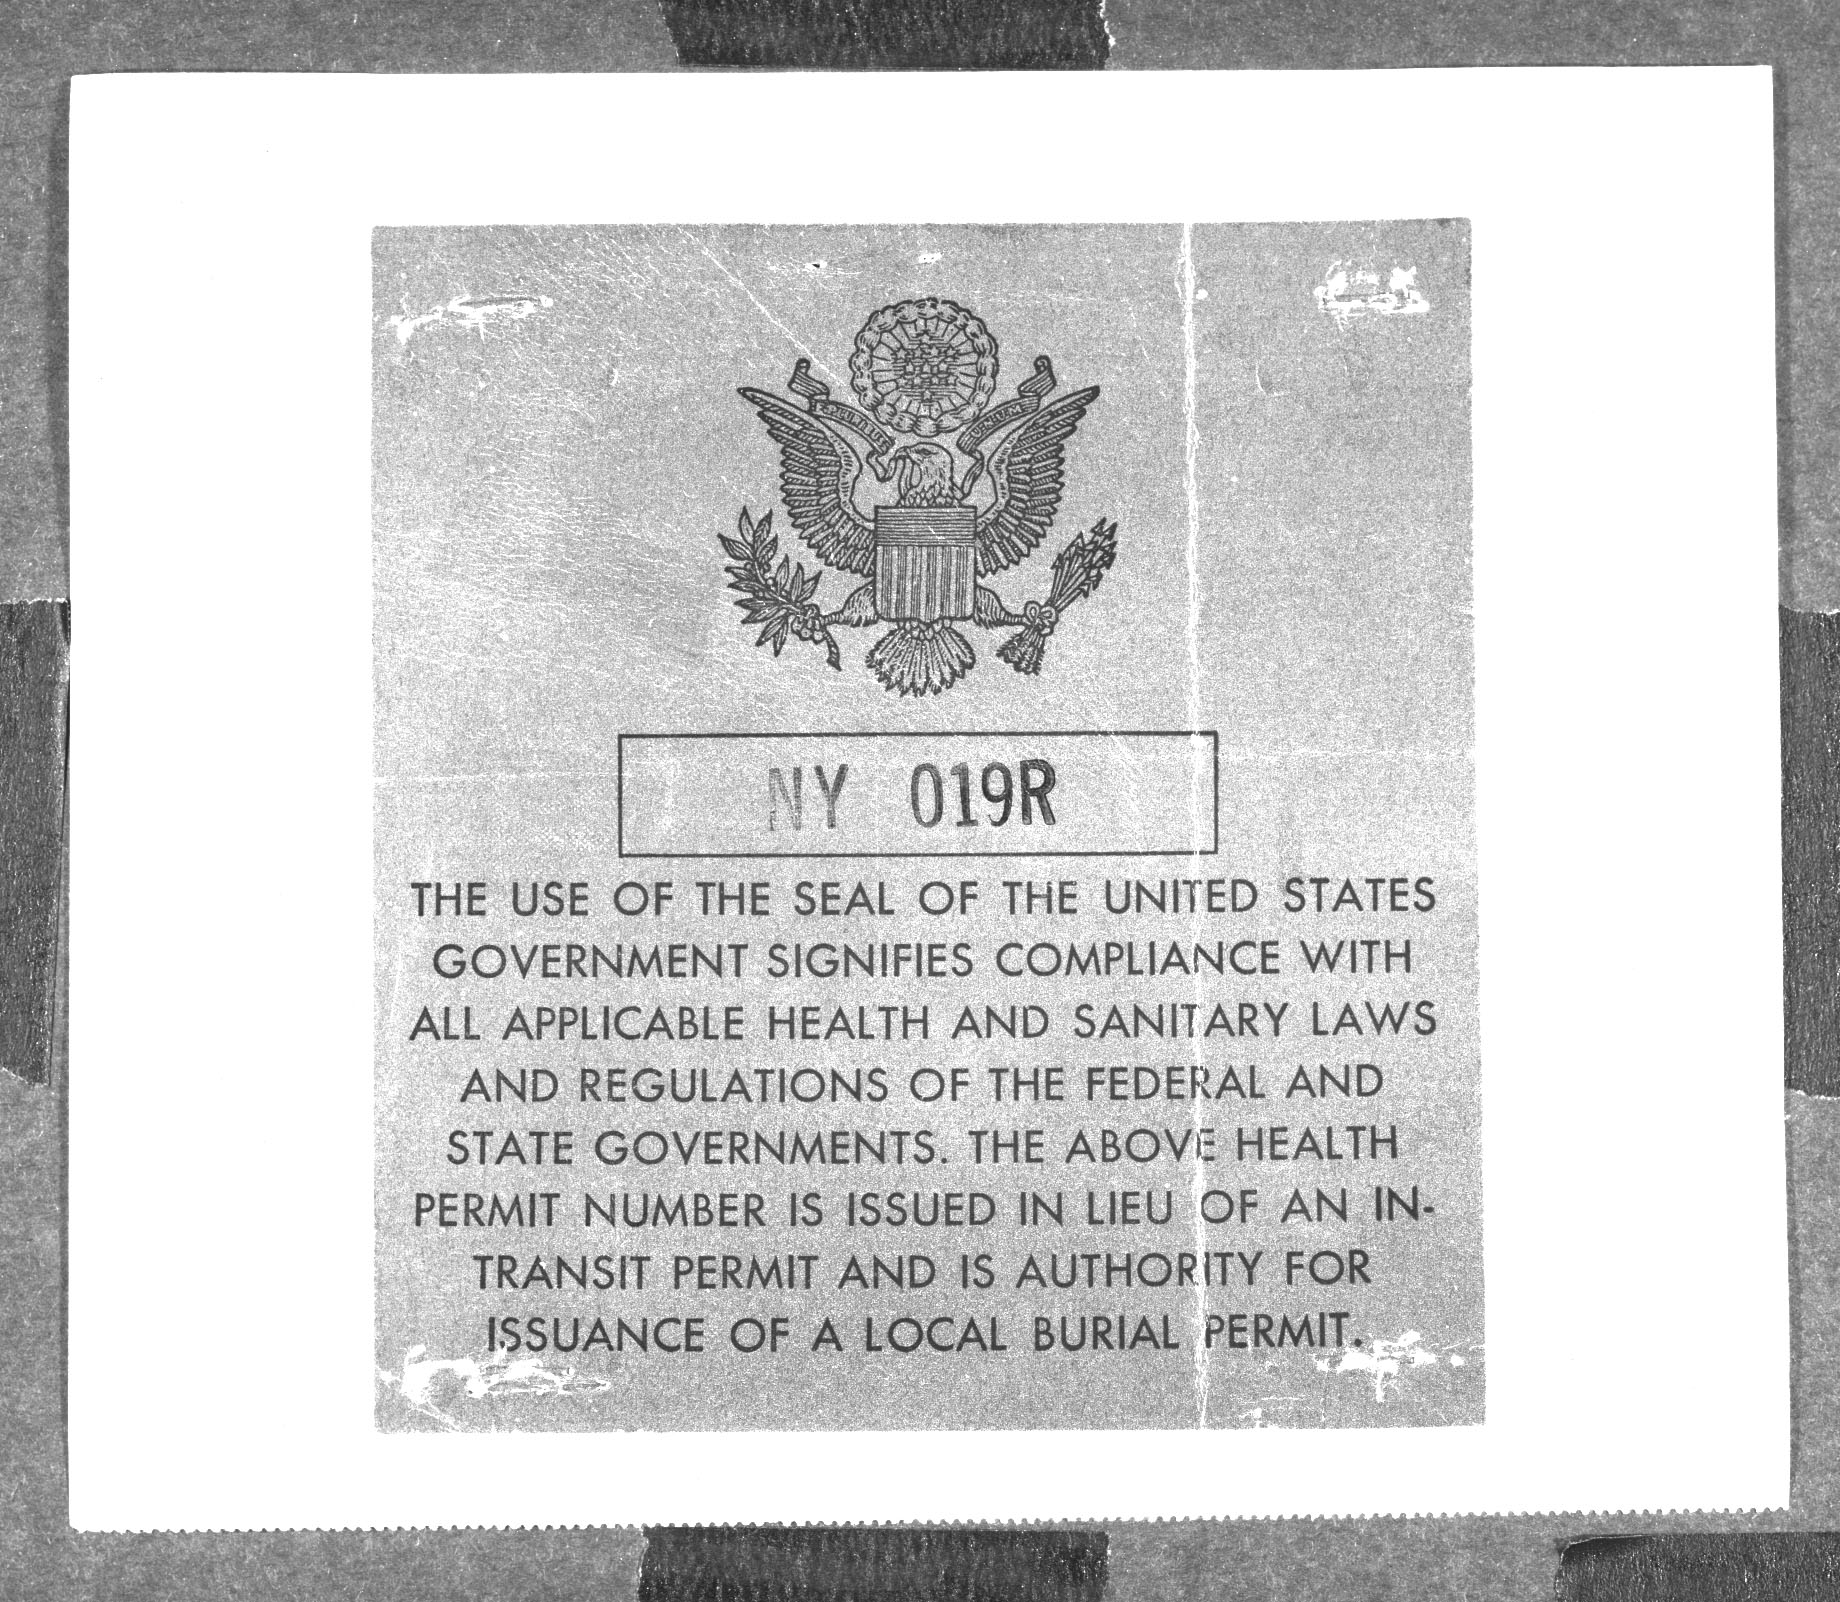 NY 019R
THE USE OF THE SEAL OF THE UNITED STATES
GOVERNMENT SIGNIFIES COMPLIANCE WITH
ALL APPLICABLE HEALTH AND SANITARY LAWS
AND REGULATIONS OF THE FEDERAL AND
STATE GOVERNMENTS. THE ABOVE HEALTH
PERMIT NUMBER IS ISSUED IN LIEU OF AN IN-
TRANSIT PERMIT AND IS AUTHORITY FOR
ISSUANCE OF A LOCAL BURIAL PERMIT.